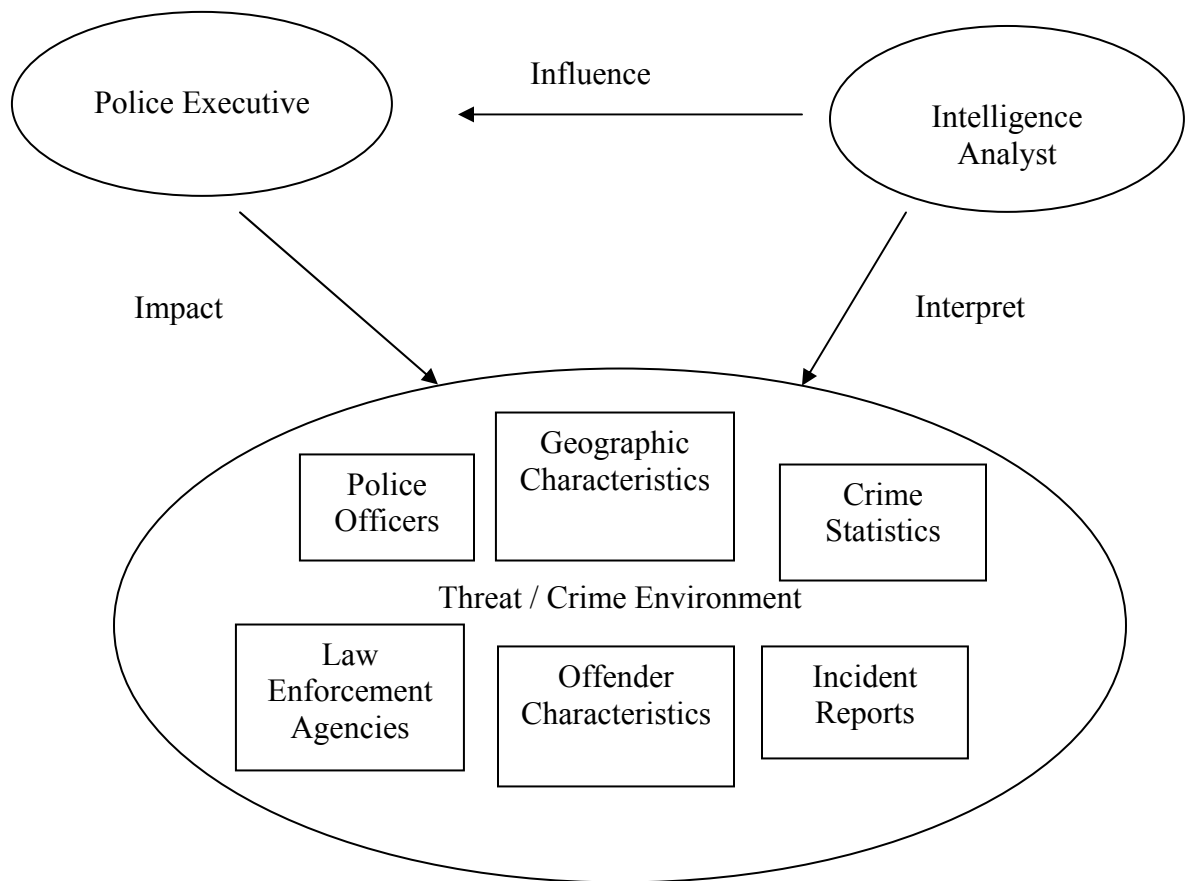 Influence
Police Executive
Intelligence
Analyst
Impact
Interpret
Geographic
Characteristics
Police
Officers
Crime
Statistics
Threat / Crime Environment
Law
Enforcement
Agencies
Offender
Characteristics
Incident
Reports